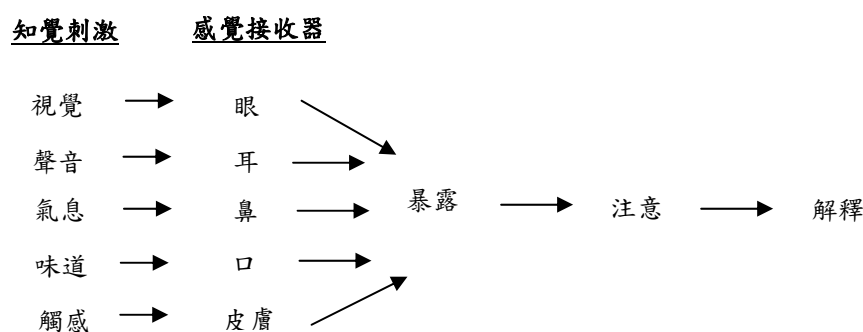 知覺刺激 感覺接收器
視覺 眼
聲音 耳
氣息 鼻 暴露 注意 解釋
味道 口
觸感 皮膚